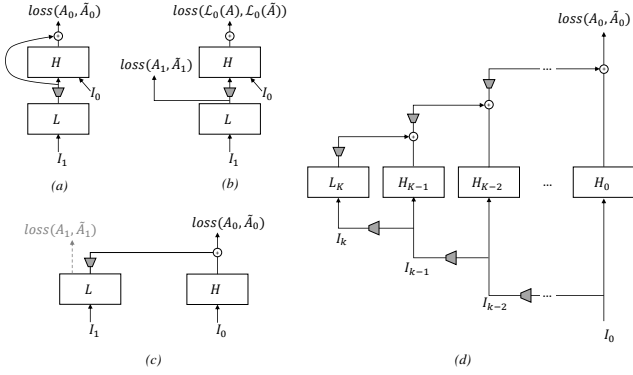 loss(A₀, Ã₀)
H
I₀
L
I₁
(a)
loss(ℒ₀(A), ℒ₀(Ã))
loss(A₁, Ã₁)
H
I₀
L
I₁
(b)
loss(A₁, Ã₁)
loss(A₀, Ã₀)
L
H
I₁
I₀
(c)
loss(A₀, Ã₀)
...
L_K
H_{K−1}
H_{K−2}
...
H₀
I_k
I_{k−1}
I_{k−2}
...
I₀
(d)